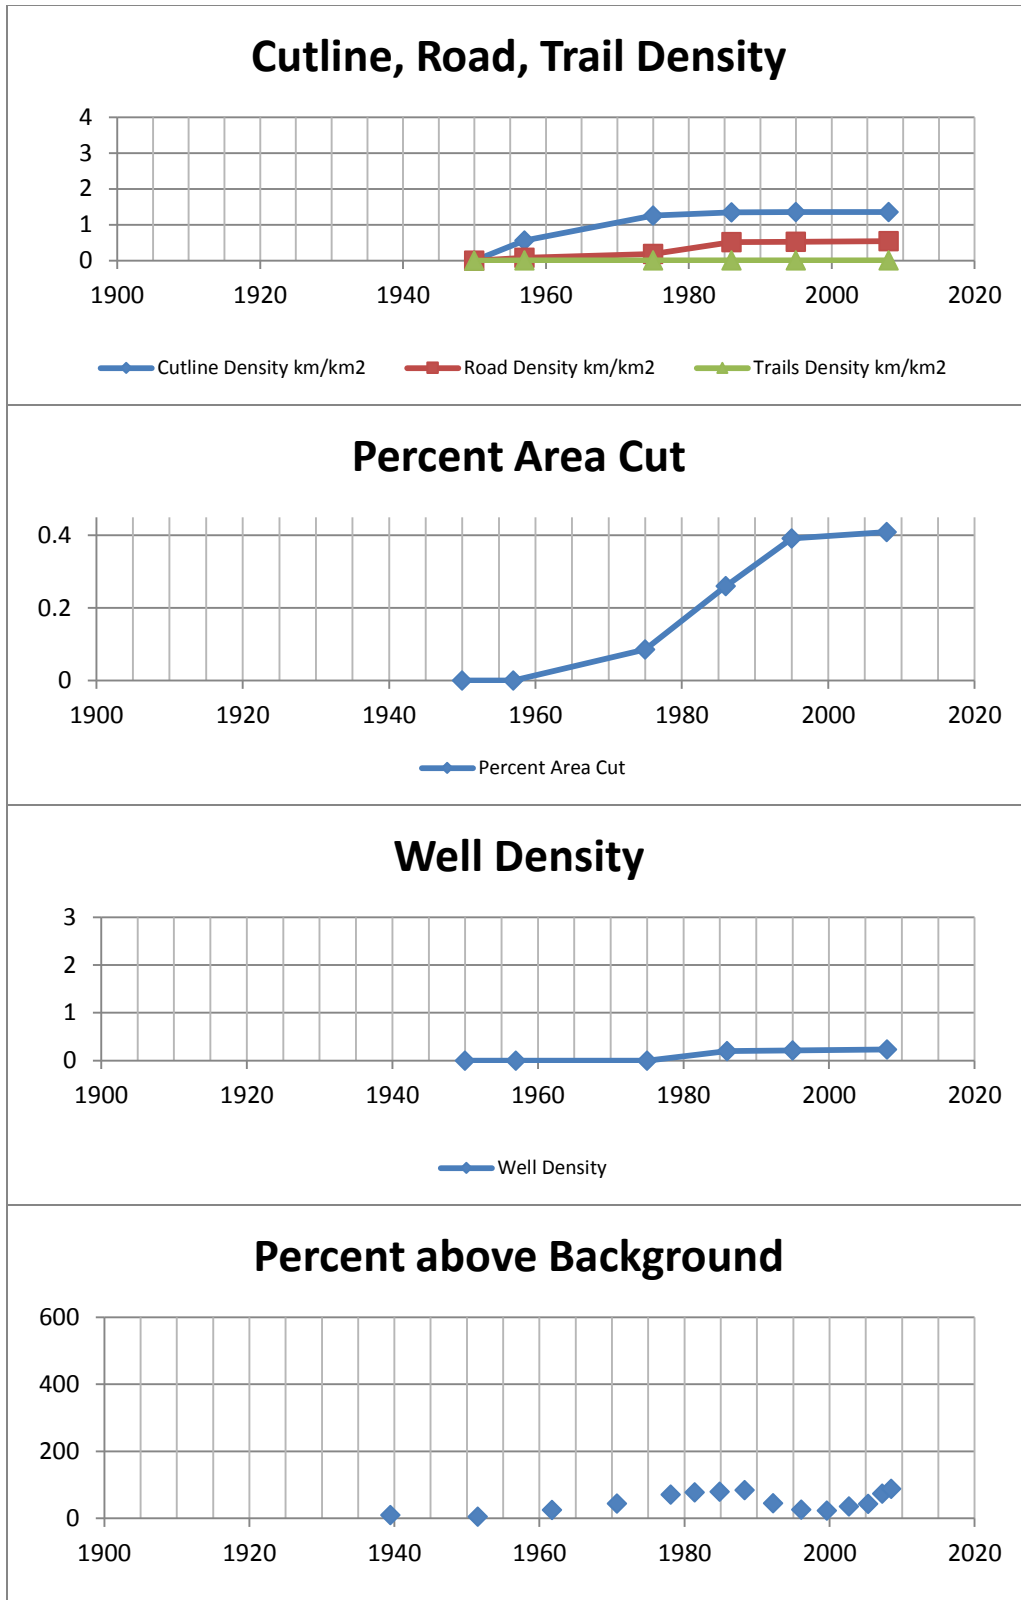 Cutline, Road, Trail Density
4
3
2
1
0
1900 1920 1940 1960 1980 2000 2020
Cutline Density km/km2 Road Density km/km2 Trails Density km/km2
Percent Area Cut
0.4
0.2
0
1900 1920 1940 1960 1980 2000 2020
Percent Area Cut
Well Density
3
2
1
0
1900 1920 1940 1960 1980 2000 2020
Well Density
Percent above Background
600
400
200
0
1900 1920 1940 1960 1980 2000 2020